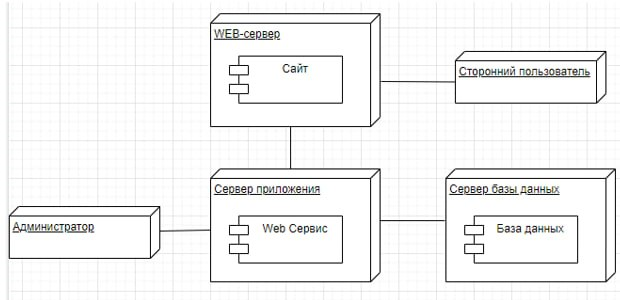 WEB-сервер
Сайт
Сторонний пользователь
Сервер приложения
Web Сервис
Сервер базы данных
База данных
Администратор